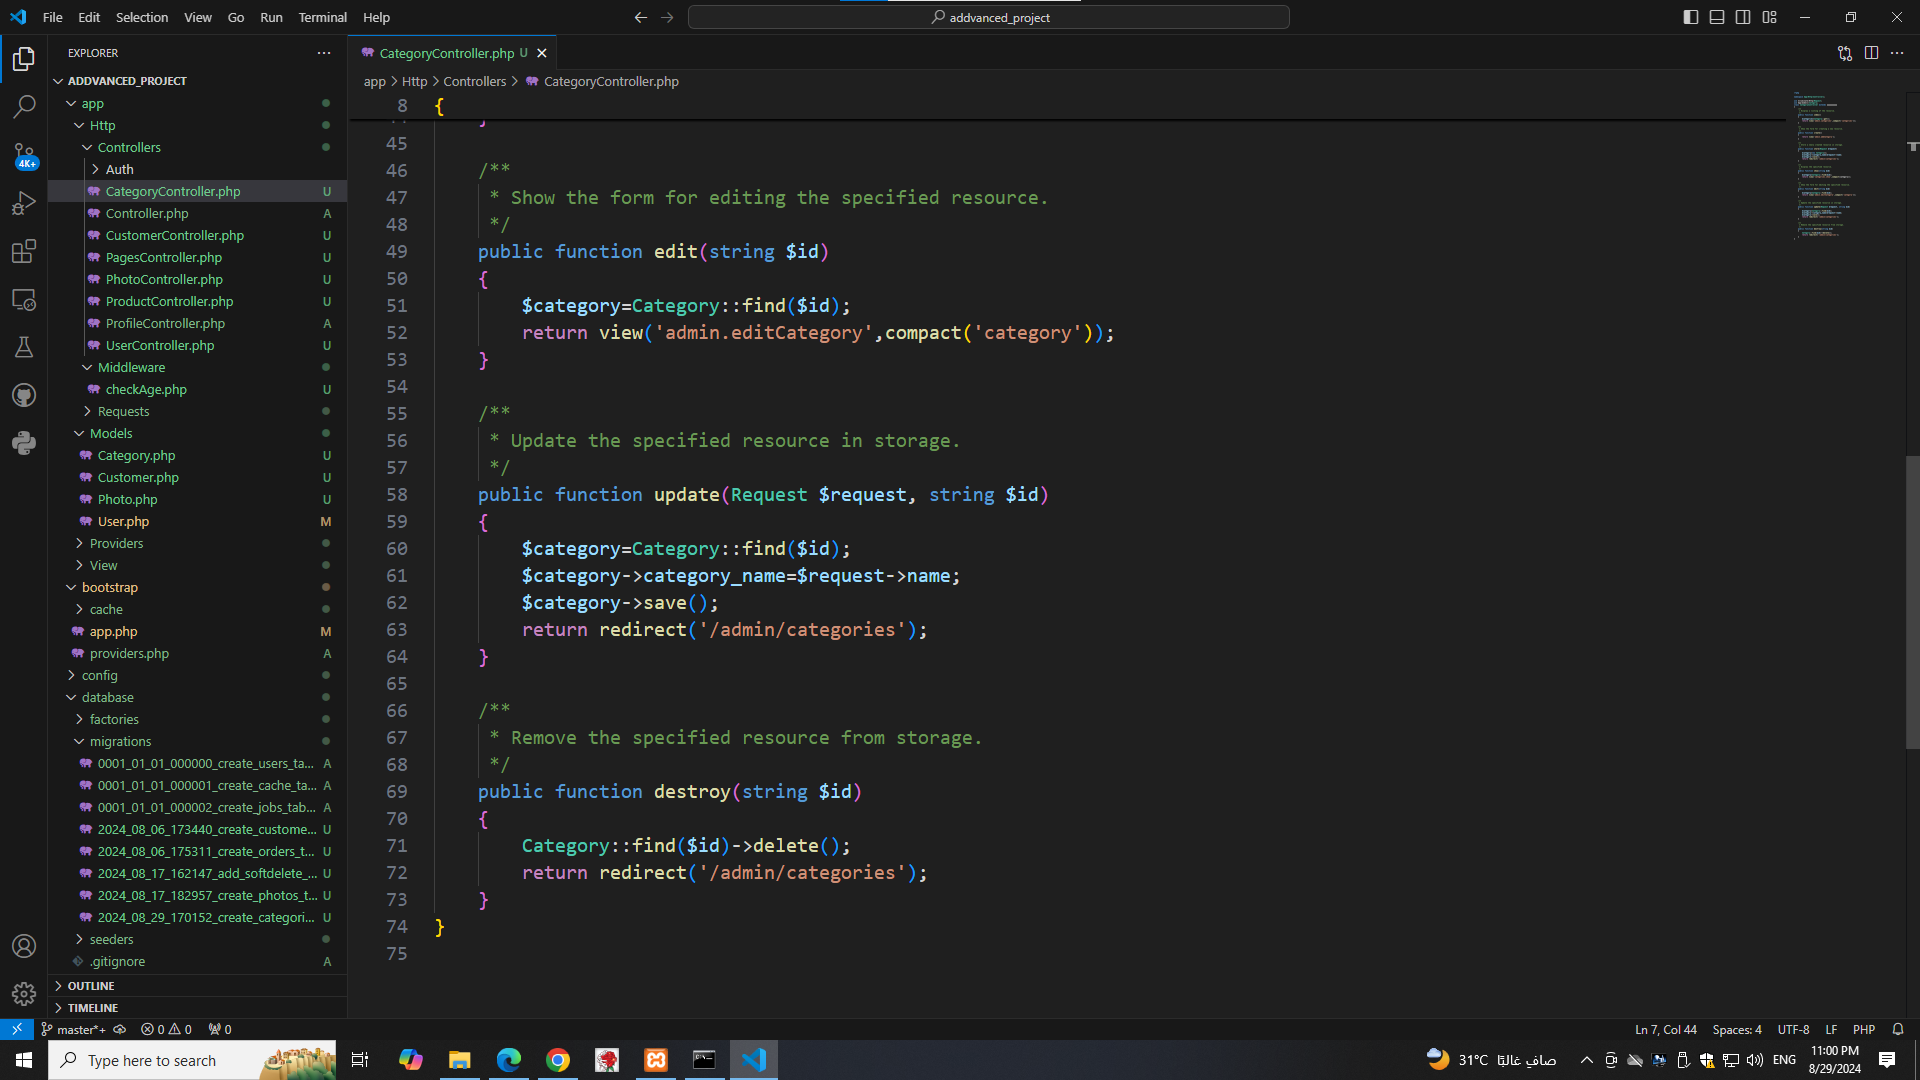 File Edit Selection View Go Run Terminal Help
addvanced_project
EXPLORER
CategoryController.php U
ADDVANCED_PROJECT
app > Http > Controllers > CategoryController.php
app
Http
Controllers
Auth
CategoryController.php U
Controller.php A
CustomerController.php U
PagesController.php U
PhotoController.php U
ProductController.php U
ProfileController.php A
UserController.php U
Middleware
checkAge.php U
Requests
Models
Category.php U
Customer.php U
Photo.php U
User.php M
Providers
View
bootstrap
cache
app.php M
providers.php A
config
database
factories
migrations
0001_01_01_000000_create_users_ta... A
0001_01_01_000001_create_cache_ta... A
0001_01_01_000002_create_jobs_tab... A
2024_08_06_173440_create_custome... U
2024_08_06_175311_create_orders_t... U
2024_08_17_162147_add_softdelete_... U
2024_08_17_182957_create_photos_t... U
2024_08_29_170152_create_categori... U
seeders
.gitignore A
OUTLINE
TIMELINE
4K+
8 {
45
46 /**
47 * Show the form for editing the specified resource.
48 */
49 public function edit(string $id)
50 {
51 $category=Category::find($id);
52 return view('admin.editCategory',compact('category'));
53 }
54
55 /**
56 * Update the specified resource in storage.
57 */
58 public function update(Request $request, string $id)
59 {
60 $category=Category::find($id);
61 $category->category_name=$request->name;
62 $category->save();
63 return redirect('/admin/categories');
64 }
65
66 /**
67 * Remove the specified resource from storage.
68 */
69 public function destroy(string $id)
70 {
71 Category::find($id)->delete();
72 return redirect('/admin/categories');
73 }
74 }
75
master*+ 0 0 0 Ln 7, Col 44 Spaces: 4 UTF-8 LF PHP
Type here to search
31°C صاف غالبًا ENG
11:00 PM
8/29/2024